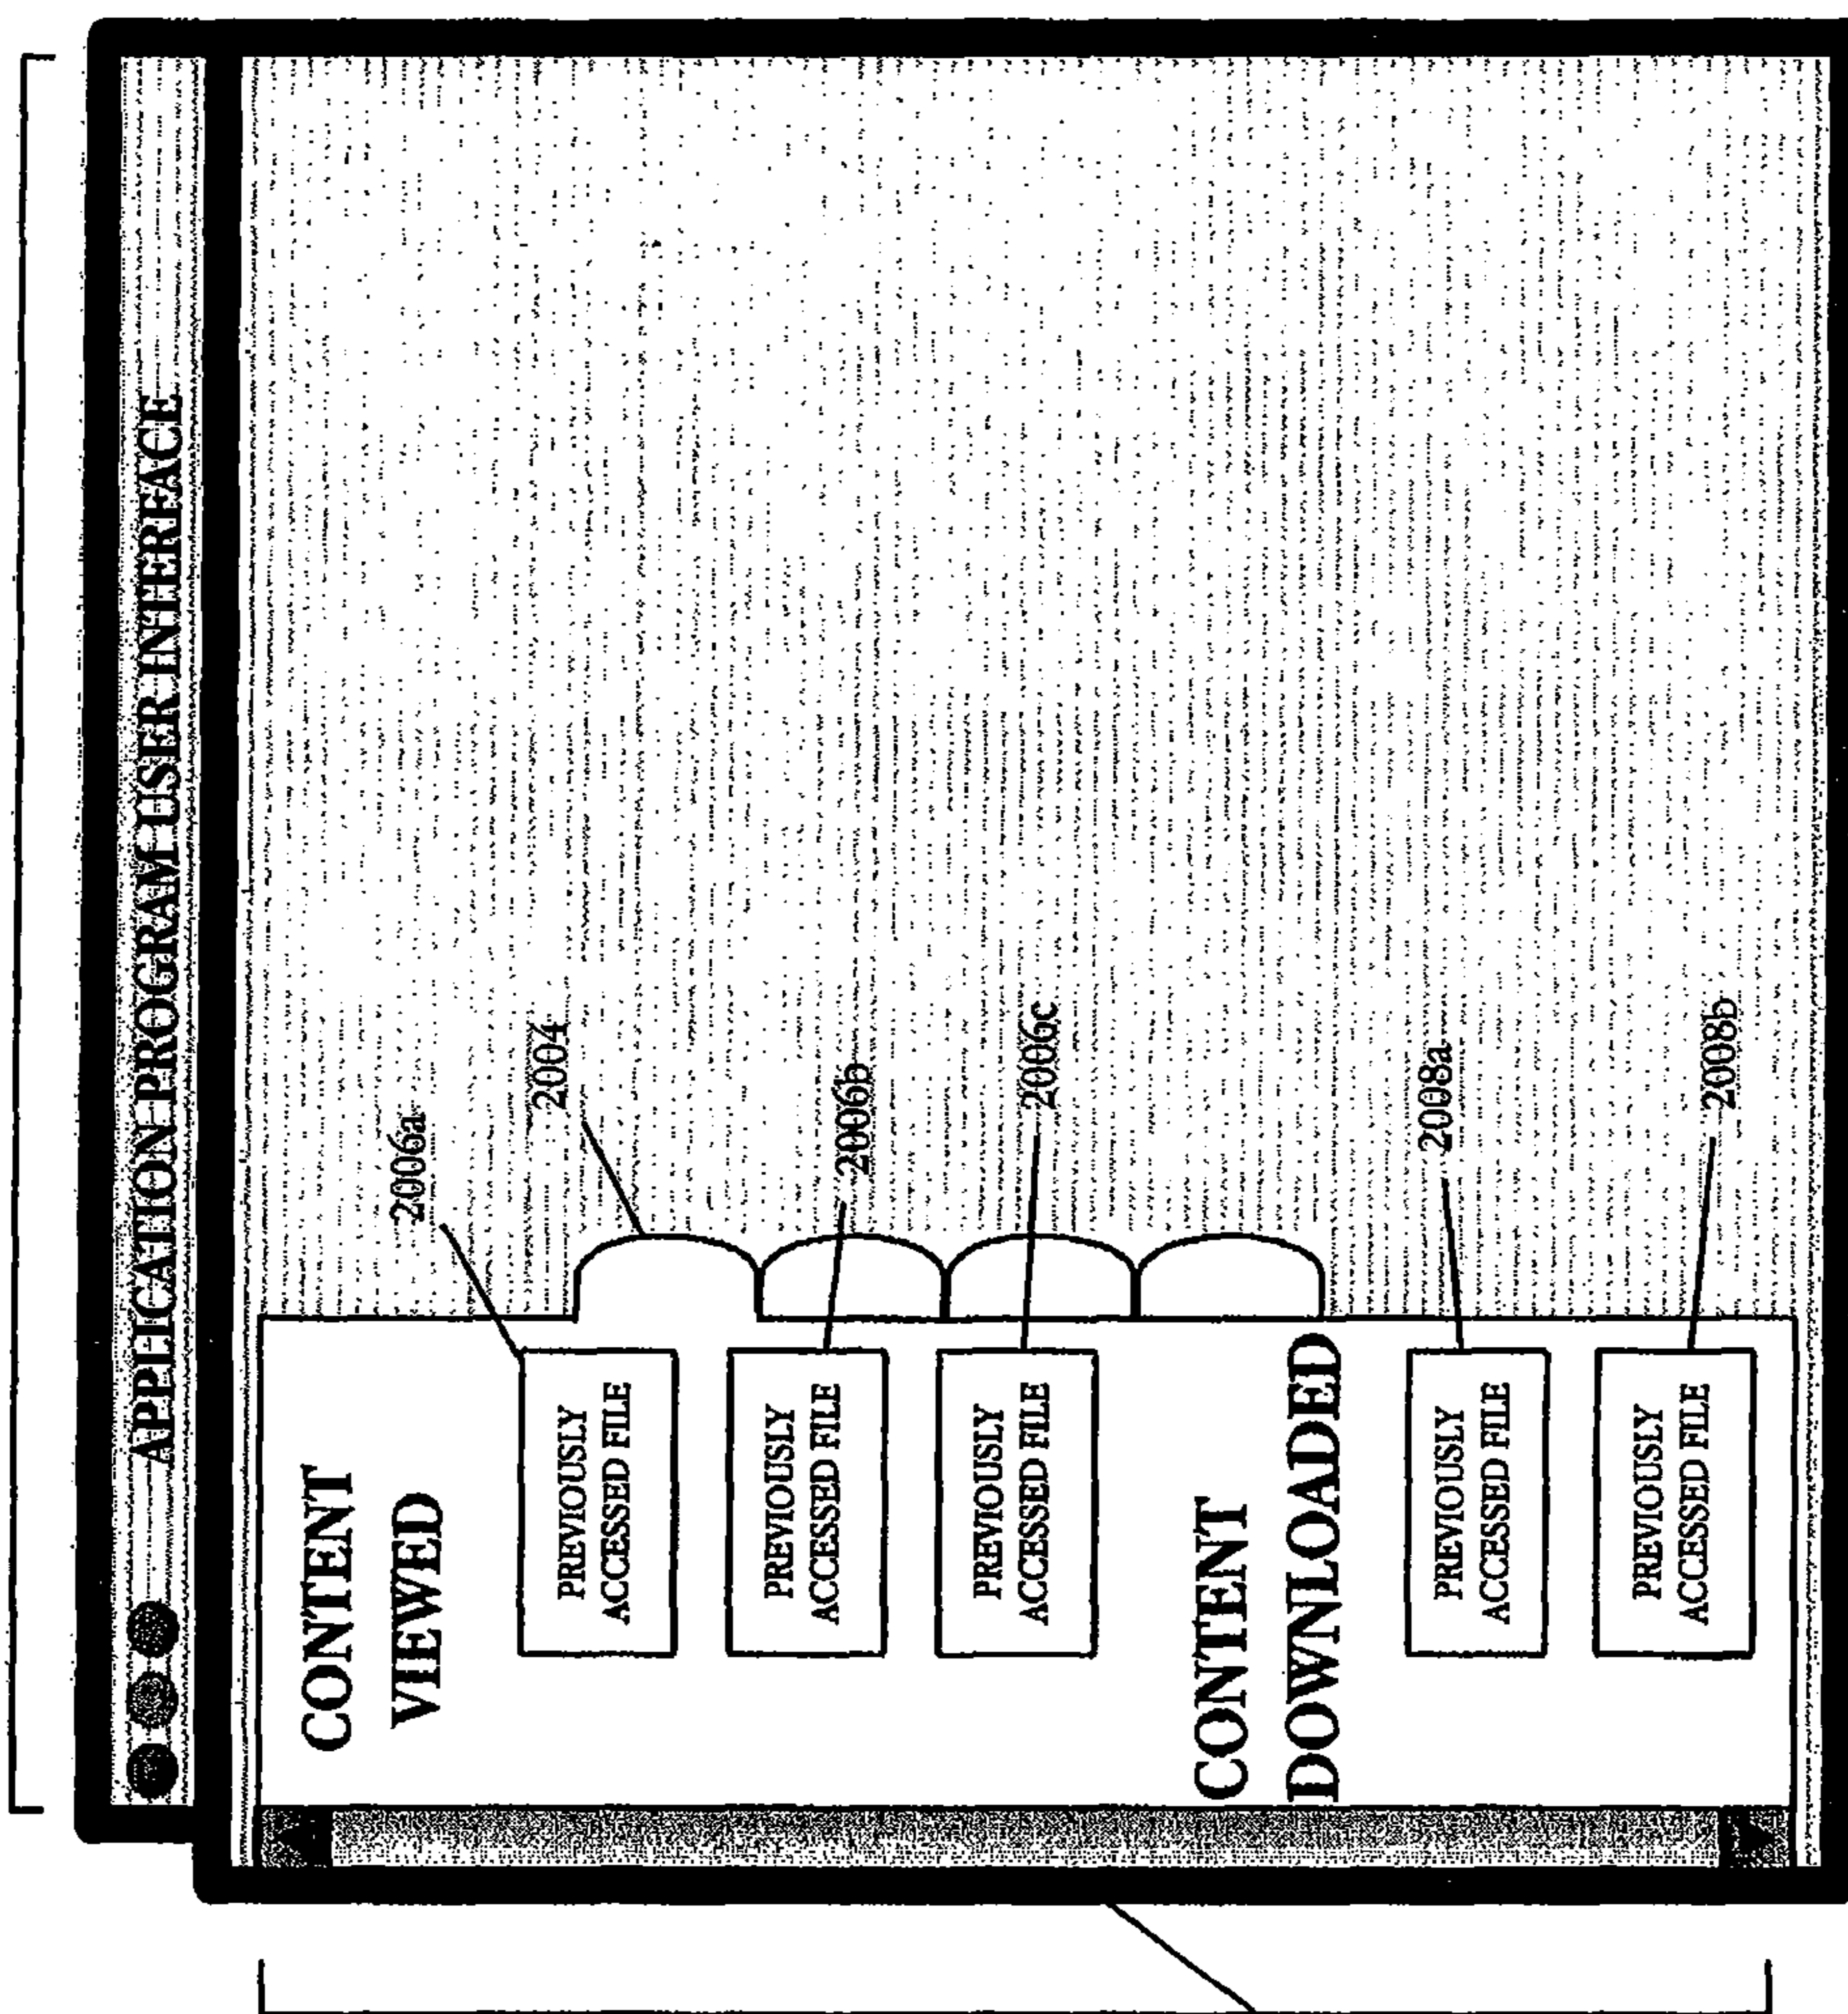 APPLICATION PROGRAM USER INTERFACE
CONTENT
VIEWED
2006a
PREVIOUSLY
ACCESSED FILE
2004
PREVIOUSLY
ACCESSED FILE
2006b
PREVIOUSLY
ACCESSED FILE
2006c
CONTENT
DOWNLOADED
PREVIOUSLY
ACCESSED FILE
2008a
PREVIOUSLY
ACCESSED FILE
2008b